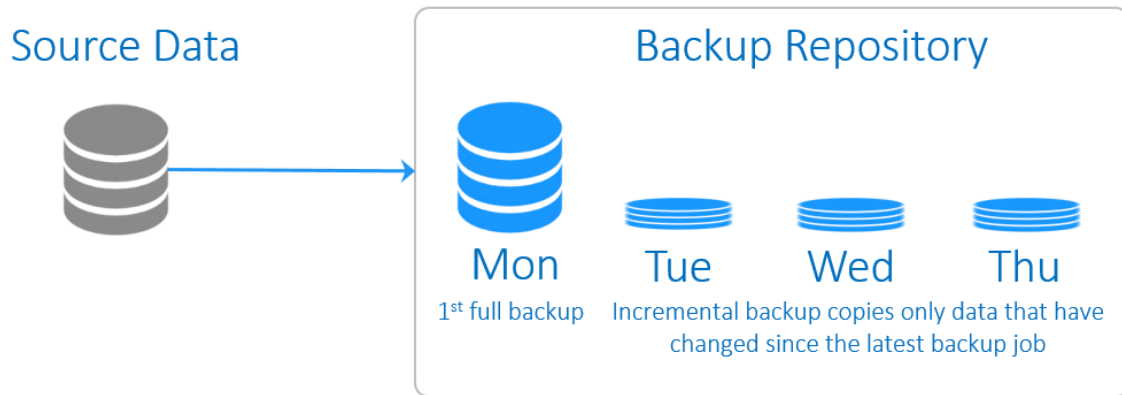 Source Data
Backup Repository
Mon
Tue
Wed
Thu
1st full backup
Incremental backup copies only data that have
changed since the latest backup job